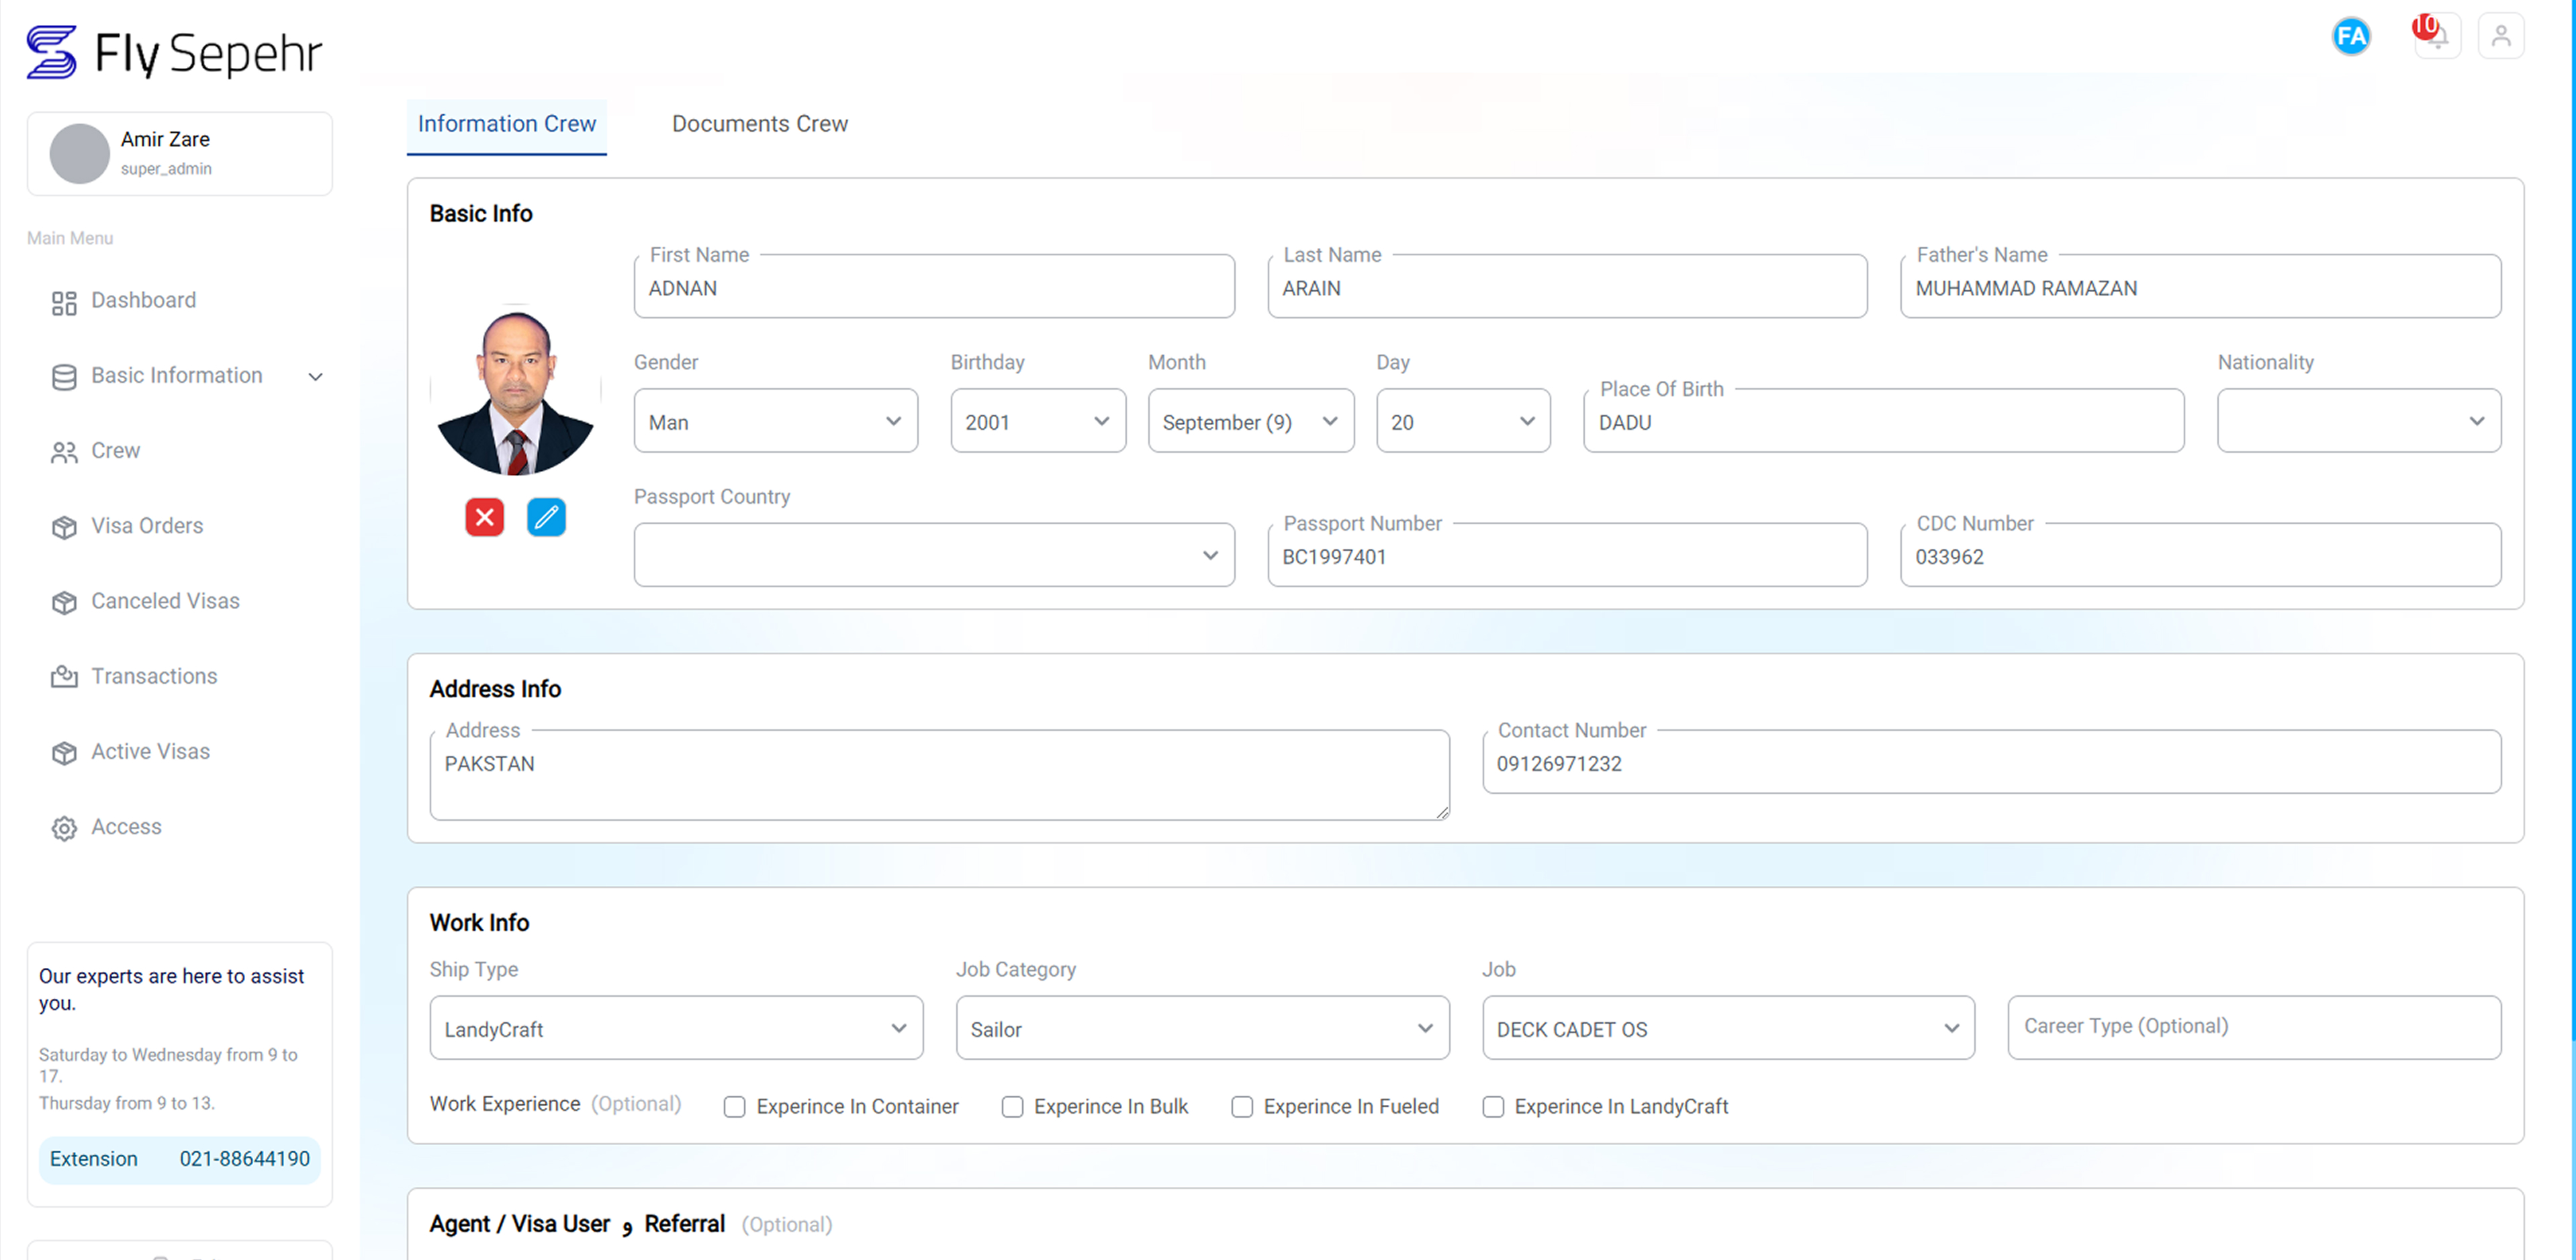 Fly Sepehr
FA
10
Amir Zare
super_admin
Main Menu
Dashboard
Basic Information
Crew
Visa Orders
Canceled Visas
Transactions
Active Visas
Access
Our experts are here to assist
you.
Saturday to Wednesday from 9 to
17.
Thursday from 9 to 13.
Extension 021-88644190
Information Crew Documents Crew
Basic Info
First Name Last Name Father's Name
ADNAN ARAIN MUHAMMAD RAMAZAN
Gender Birthday Month Day Place Of Birth Nationality
Man 2001 September (9) 20 DADU
Passport Country Passport Number CDC Number
BC1997401 033962
Address Info
Address Contact Number
PAKSTAN 09126971232
Work Info
Ship Type Job Category Job
LandyCraft Sailor DECK CADET OS Career Type (Optional)
Work Experience (Optional) Experince In Container Experince In Bulk Experince In Fueled Experince In LandyCraft
Agent / Visa User و Referral (Optional)